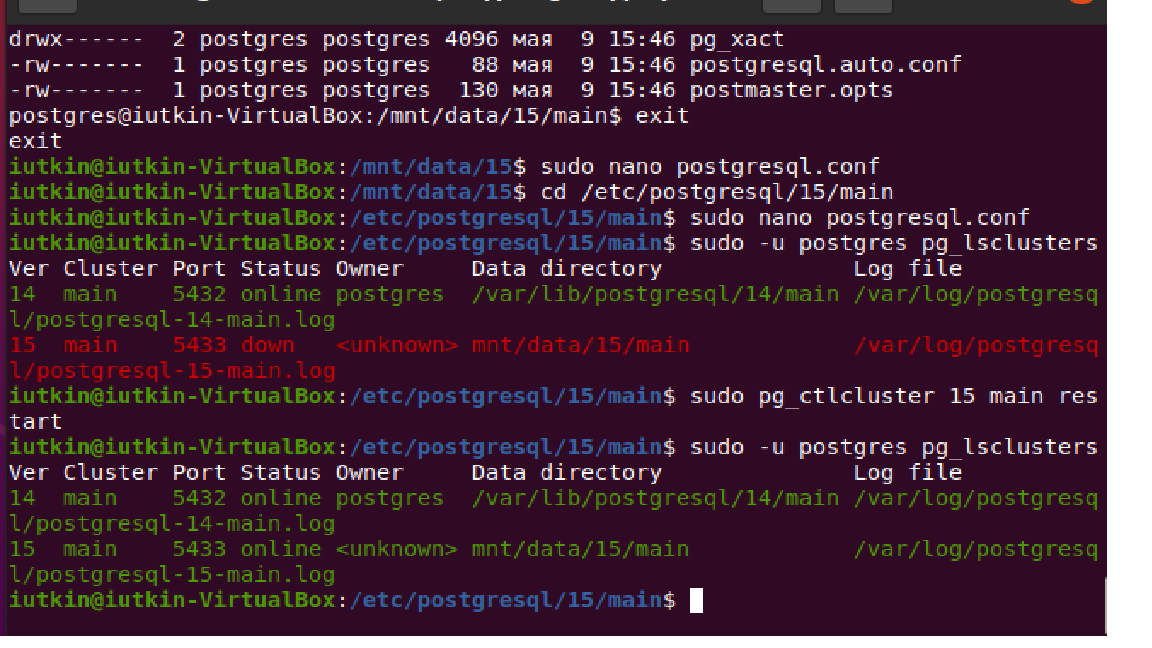 drwx------  2 postgres postgres 4096 мая  9 15:46 pg_xact
-rw-------  1 postgres postgres   88 мая  9 15:46 postgresql.auto.conf
-rw-------  1 postgres postgres  130 мая  9 15:46 postmaster.opts
postgres@iutkin-VirtualBox:/mnt/data/15/main$ exit
exit
iutkin@iutkin-VirtualBox:/mnt/data/15$ sudo nano postgresql.conf
iutkin@iutkin-VirtualBox:/mnt/data/15$ cd /etc/postgresql/15/main
iutkin@iutkin-VirtualBox:/etc/postgresql/15/main$ sudo nano postgresql.conf
iutkin@iutkin-VirtualBox:/etc/postgresql/15/main$ sudo -u postgres pg_lsclusters
Ver Cluster Port Status Owner     Data directory              Log file
14  main    5432 online postgres  /var/lib/postgresql/14/main /var/log/postgresq
l/postgresql-14-main.log
15  main    5433 down   <unknown> mnt/data/15/main            /var/log/postgresq
l/postgresql-15-main.log
iutkin@iutkin-VirtualBox:/etc/postgresql/15/main$ sudo pg_ctlcluster 15 main res
tart
iutkin@iutkin-VirtualBox:/etc/postgresql/15/main$ sudo -u postgres pg_lsclusters
Ver Cluster Port Status Owner     Data directory              Log file
14  main    5432 online postgres  /var/lib/postgresql/14/main /var/log/postgresq
l/postgresql-14-main.log
15  main    5433 online <unknown> mnt/data/15/main            /var/log/postgresq
l/postgresql-15-main.log
iutkin@iutkin-VirtualBox:/etc/postgresql/15/main$